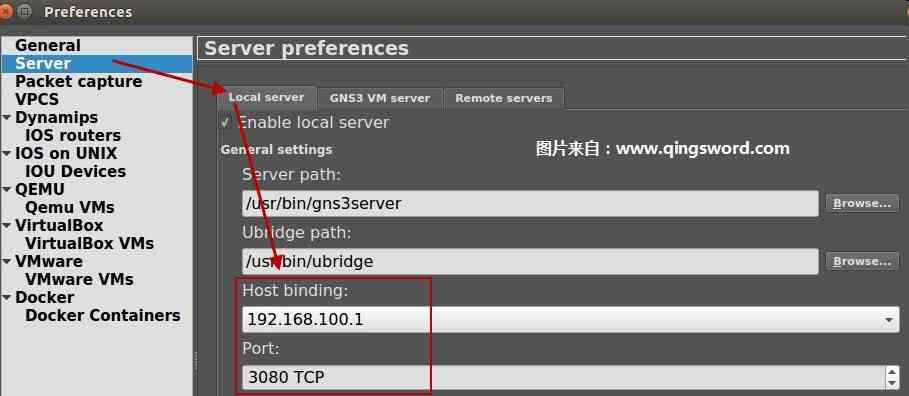 Preferences
General
Server
Packet capture
VPCS
Dynamips
IOS routers
IOS on UNIX
IOU Devices
QEMU
Qemu VMs
VirtualBox
VirtualBox VMs
VMware
VMware VMs
Docker
Docker Containers
Server preferences
Local server GNS3 VM server Remote servers
Enable local server
General settings
图片来自：www.qingsword.com
Server path:
/usr/bin/gns3server Browse...
Ubridge path:
/usr/bin/ubridge Browse...
Host binding:
192.168.100.1
Port:
3080 TCP